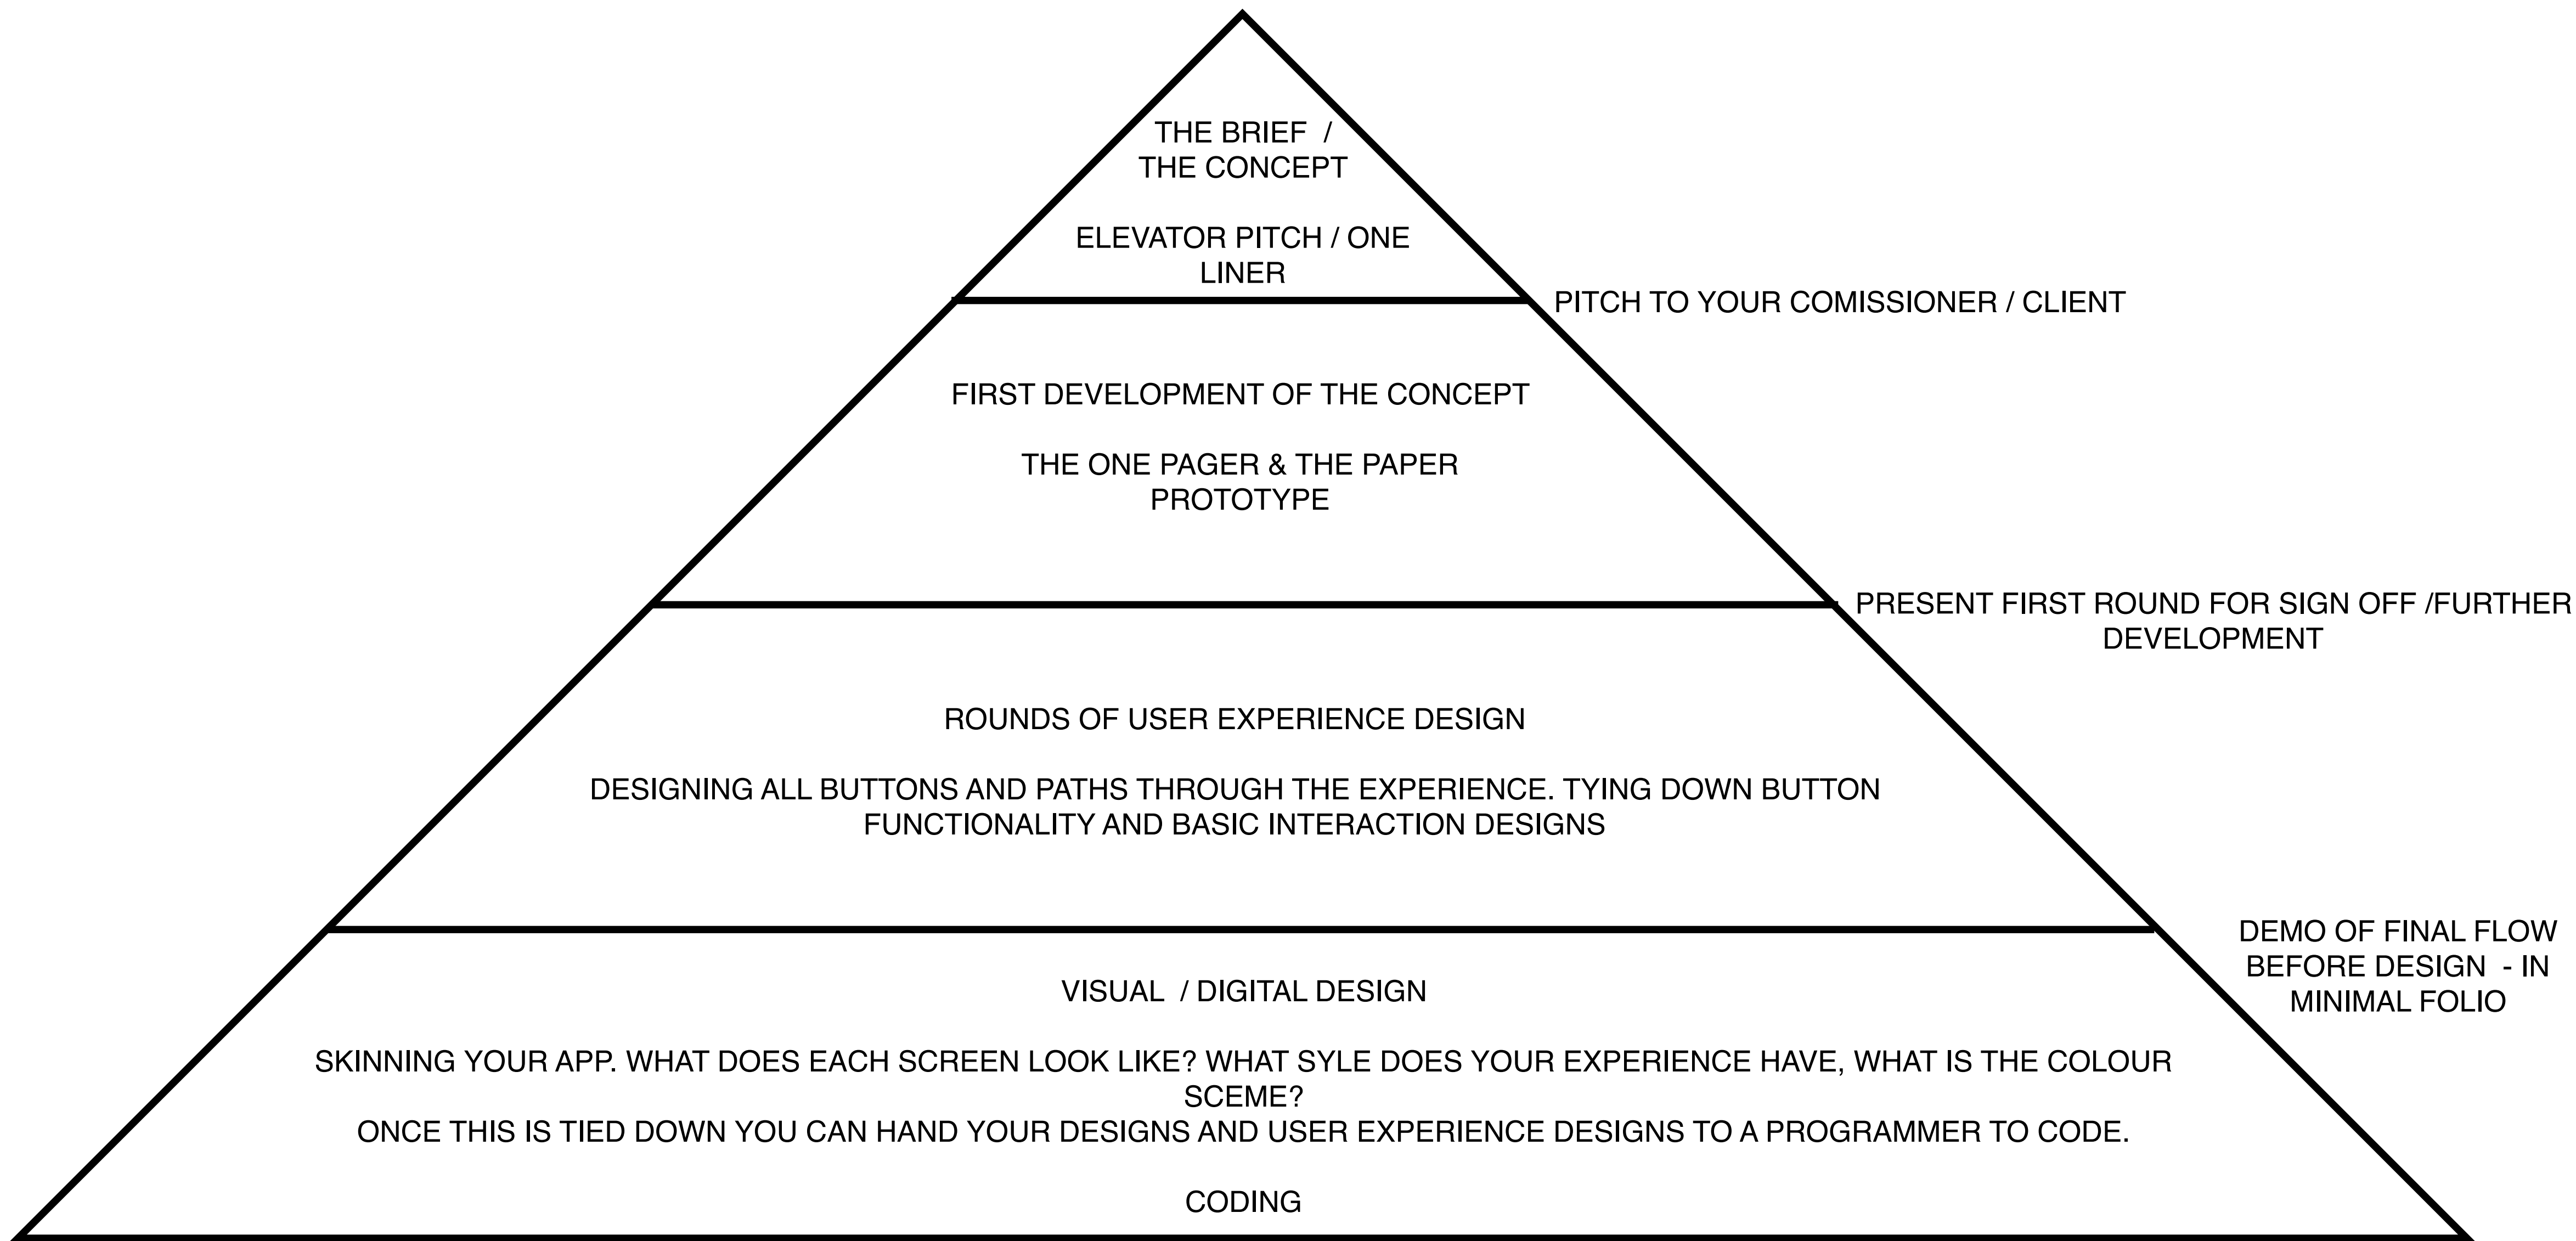 THE BRIEF  /
THE CONCEPT
ELEVATOR PITCH / ONE
LINER
PITCH TO YOUR COMISSIONER / CLIENT
FIRST DEVELOPMENT OF THE CONCEPT
THE ONE PAGER & THE PAPER
PROTOTYPE
PRESENT FIRST ROUND FOR SIGN OFF /FURTHER
DEVELOPMENT
ROUNDS OF USER EXPERIENCE DESIGN
DESIGNING ALL BUTTONS AND PATHS THROUGH THE EXPERIENCE. TYING DOWN BUTTON
FUNCTIONALITY AND BASIC INTERACTION DESIGNS
DEMO OF FINAL FLOW
BEFORE DESIGN  - IN
MINIMAL FOLIO
VISUAL  / DIGITAL DESIGN
SKINNING YOUR APP. WHAT DOES EACH SCREEN LOOK LIKE? WHAT SYLE DOES YOUR EXPERIENCE HAVE, WHAT IS THE COLOUR
SCEME?
ONCE THIS IS TIED DOWN YOU CAN HAND YOUR DESIGNS AND USER EXPERIENCE DESIGNS TO A PROGRAMMER TO CODE.
CODING